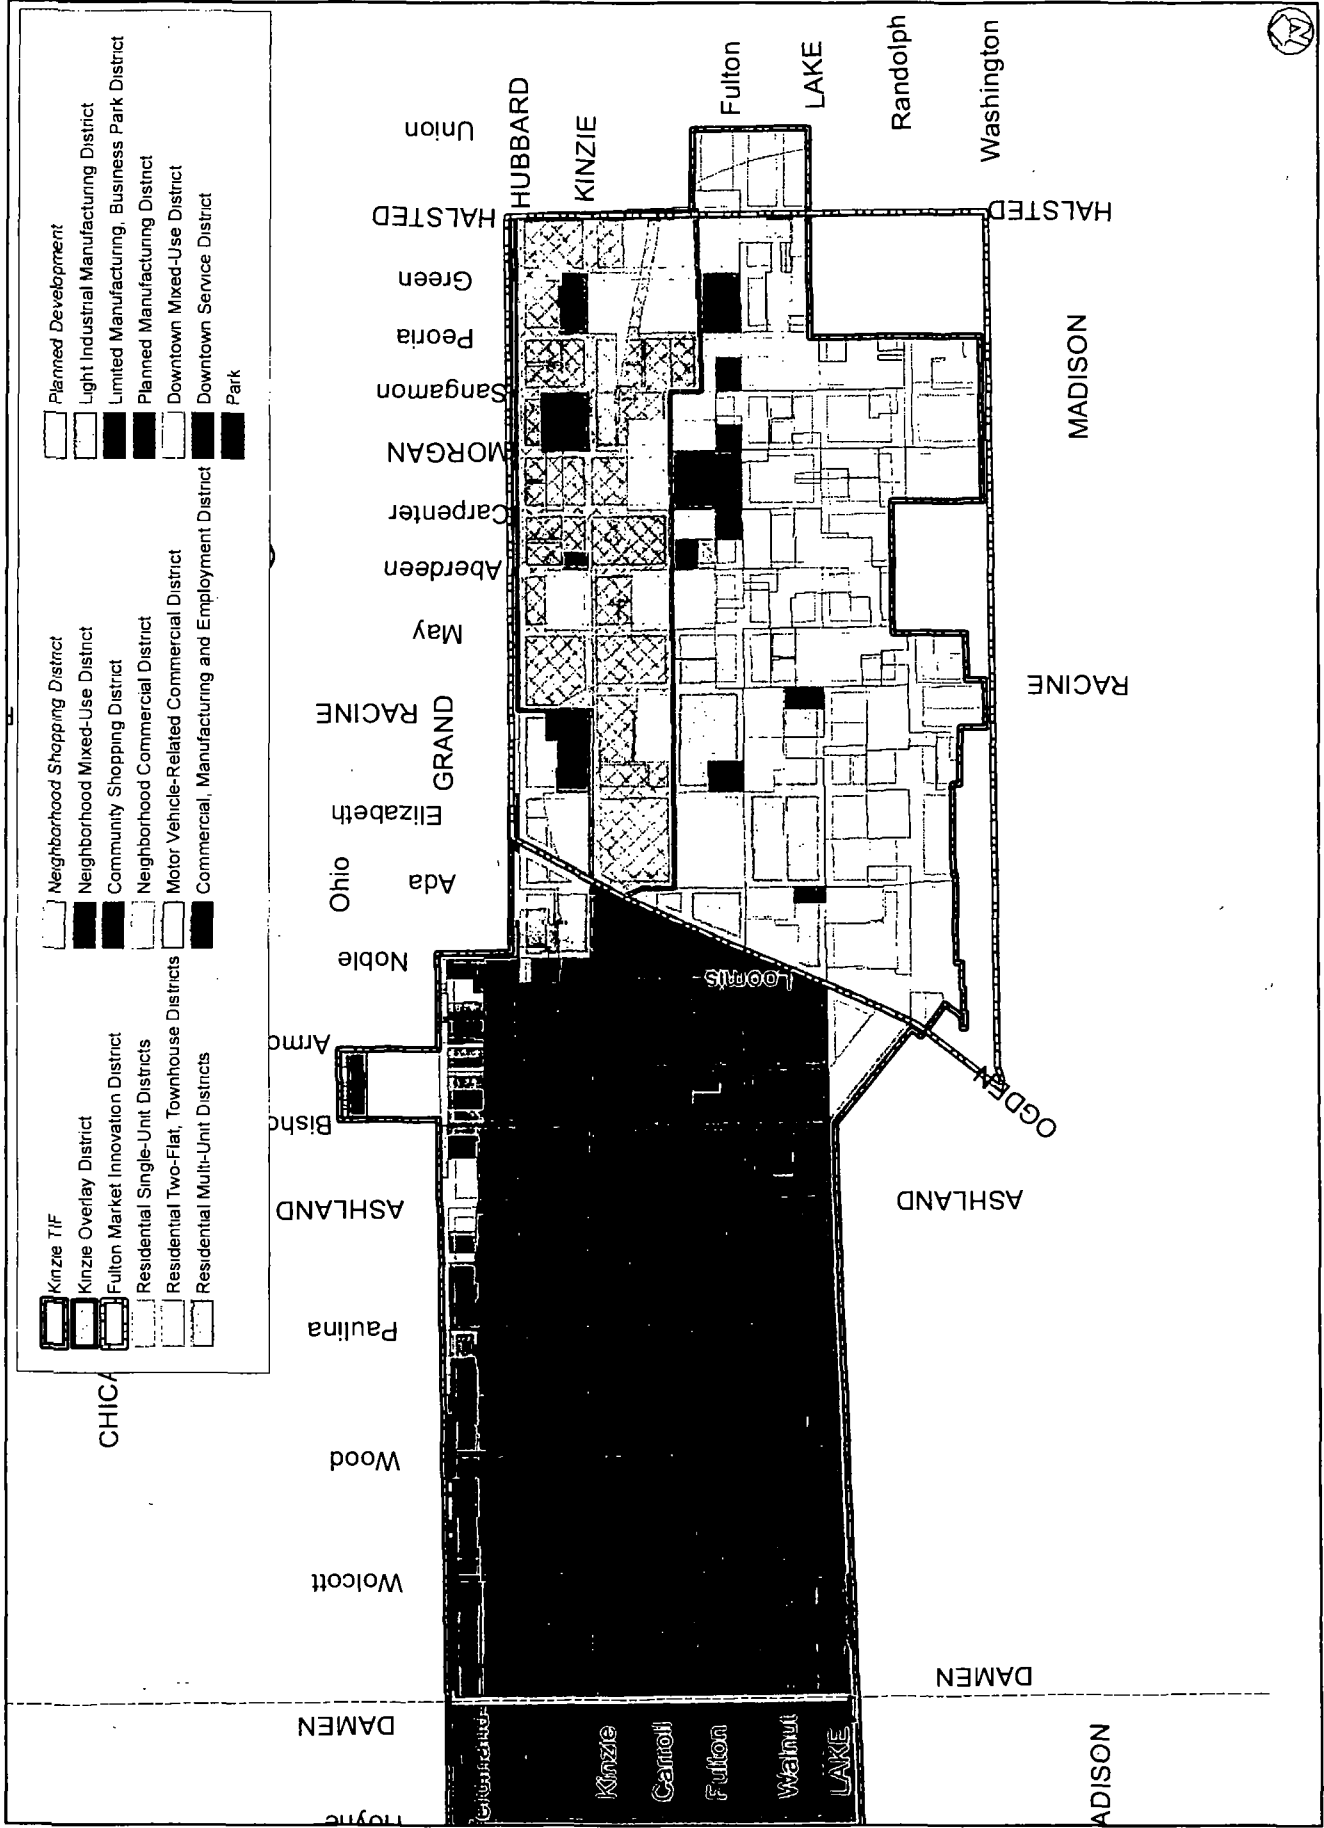 Kinzie TIF
Kinzie Overlay District
Fulton Market Innovation District
Residential Single-Unit Districts
Residential Two-Flat, Townhouse Districts
Residential Multi-Unit Districts
Neighborhood Shopping District
Neighborhood Mixed-Use District
Community Shopping District
Neighborhood Commercial District
Motor Vehicle-Related Commercial District
Commercial, Manufacturing and Employment District
Planned Development
Light Industrial Manufacturing District
Limited Manufacturing, Business Park District
Planned Manufacturing District
Downtown Mixed-Use District
Downtown Service District
Park
N
CHICA
Union
HALSTED
Green
Peoria
Sangamon
MORGAN
Carpenter
Aberdeen
May
RACINE
GRAND
Elizabeth
Ohio
Ada
Noble
Armo
Bisho
ASHLAND
Paulina
Wood
Wolcott
DAMEN
Hoyne
HUBBARD
KINZIE
Fulton
LAKE
Randolph
Washington
HALSTED
MADISON
RACINE
Loomis
OGDEN
ASHLAND
DAMEN
Kinzie
Carroll
Fulton
Walnut
LAKE
ADISON